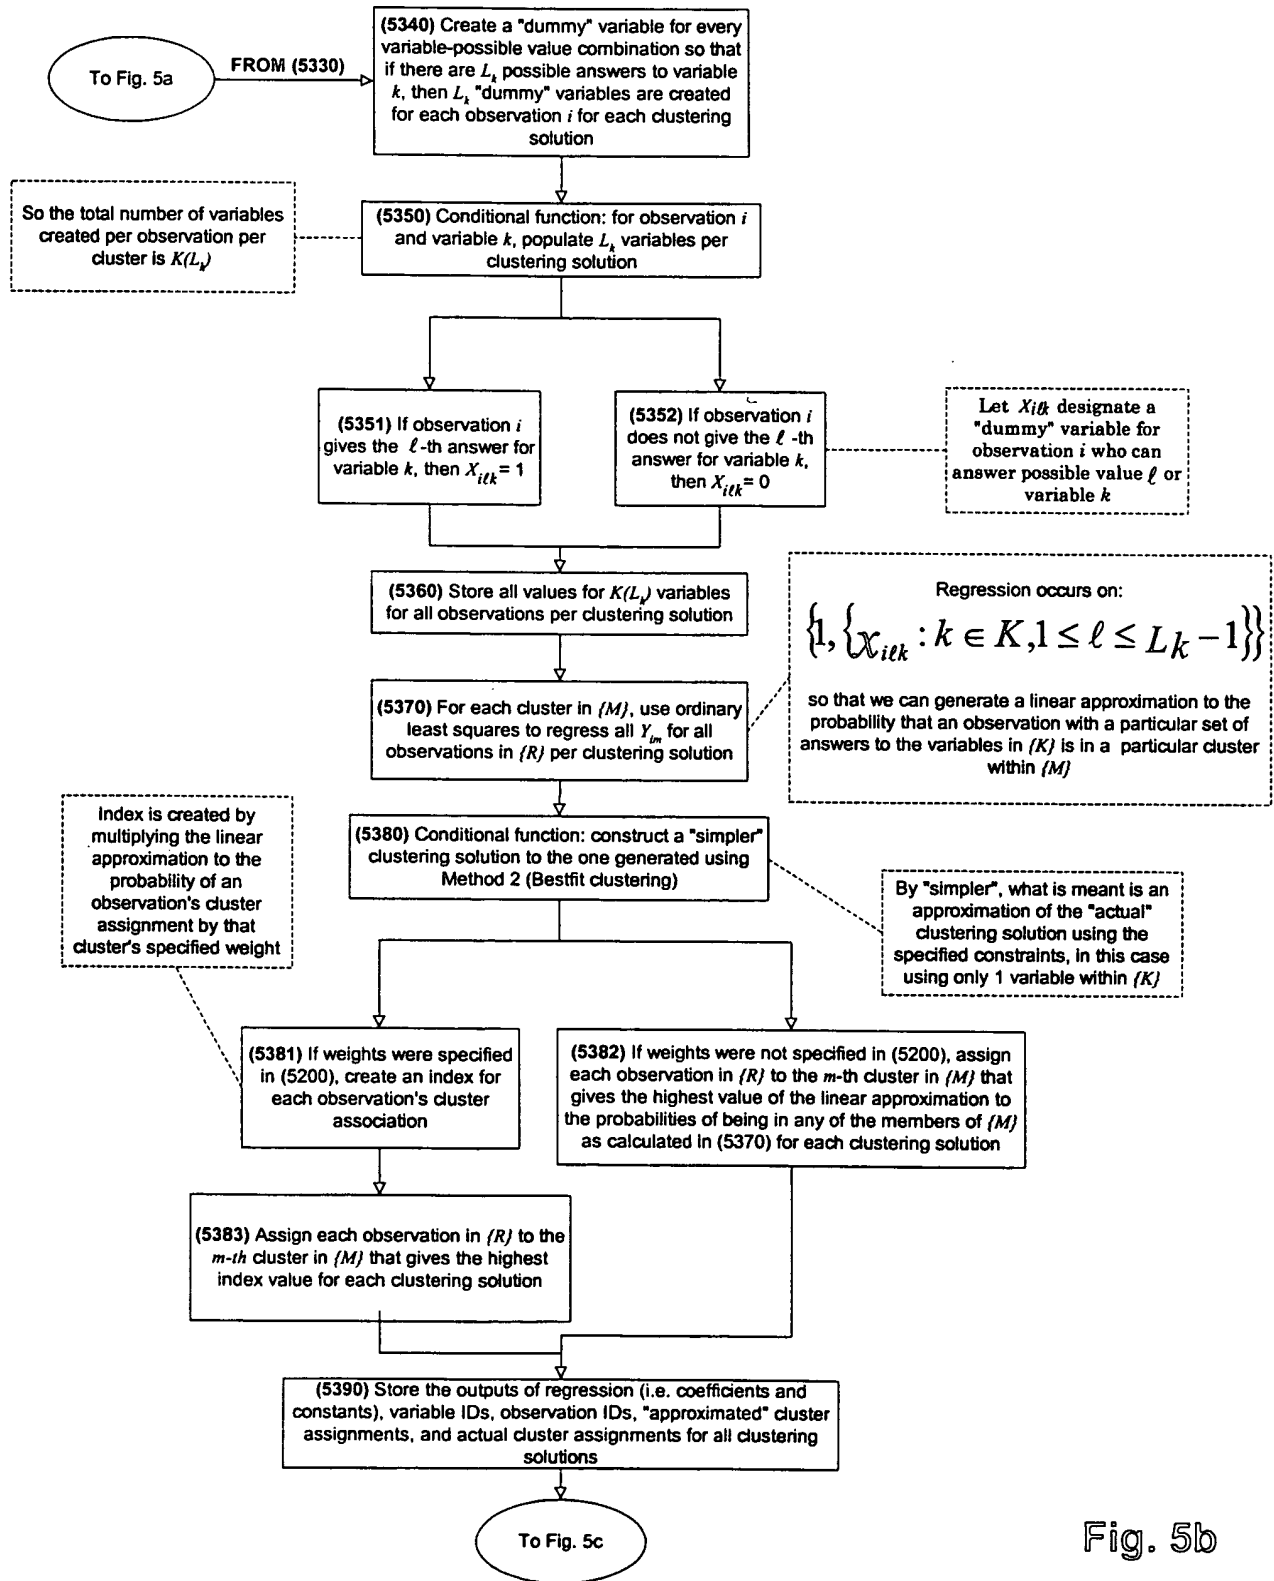 To Fig. 5a
FROM (5330)
(5340) Create a "dummy" variable for every
variable-possible value combination so that
if there are Lk possible answers to variable
k, then Lk "dummy" variables are created
for each observation i for each clustering
solution
So the total number of variables
created per observation per
cluster is K(Lk)
(5350) Conditional function: for observation i
and variable k, populate Lk variables per
clustering solution
(5351) If observation i
gives the ℓ-th answer for
variable k, then Xiℓk= 1
(5352) If observation i
does not give the ℓ -th
answer for variable k,
then Xiℓk= 0
Let Xiℓk designate a
"dummy" variable for
observation i who can
answer possible value ℓ or
variable k
(5360) Store all values for K(Lk) variables
for all observations per clustering solution
Regression occurs on:
{1,{Xiℓk : k ∈ K,1 ≤ ℓ ≤ Lk −1}}
so that we can generate a linear approximation to the
probability that an observation with a particular set of
answers to the variables in {K} is in a particular cluster
within {M}
(5370) For each cluster in {M}, use ordinary
least squares to regress all Yim for all
observations in {R} per clustering solution
Index is created by
multiplying the linear
approximation to the
probability of an
observation's cluster
assignment by that
cluster's specified weight
(5380) Conditional function: construct a "simpler"
clustering solution to the one generated using
Method 2 (Bestfit clustering)
By "simpler", what is meant is an
approximation of the "actual"
clustering solution using the
specified constraints, in this case
using only 1 variable within {K}
(5381) If weights were specified
in (5200), create an index for
each observation's cluster
association
(5382) If weights were not specified in (5200), assign
each observation in {R} to the m-th cluster in {M} that
gives the highest value of the linear approximation to
the probabilities of being in any of the members of {M}
as calculated in (5370) for each clustering solution
(5383) Assign each observation in {R} to the
m-th cluster in {M} that gives the highest
index value for each clustering solution
(5390) Store the outputs of regression (i.e. coefficients and
constants), variable IDs, observation IDs, "approximated" cluster
assignments, and actual cluster assignments for all clustering
solutions
To Fig. 5c
Fig. 5b